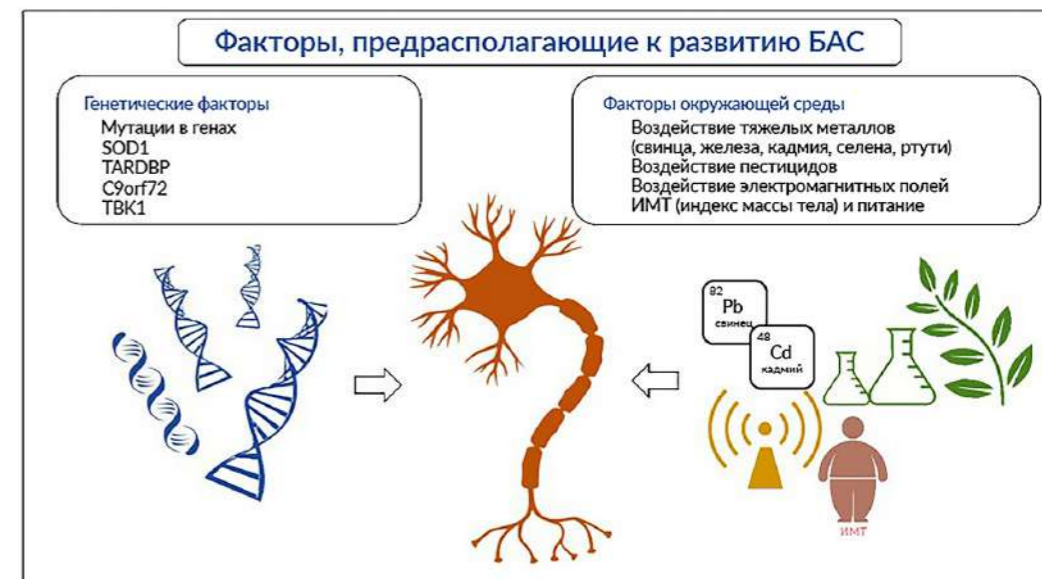 Факторы, предрасполагающие к развитию БАС
Генетические факторы
Мутации в генах
SOD1
TARDBP
C9orf72
TBK1
Факторы окружающей среды
Воздействие тяжелых металлов
(свинца, железа, кадмия, селена, ртути)
Воздействие пестицидов
Воздействие электромагнитных полей
ИМТ (индекс массы тела) и питание
82
Pb
свинец
48
Cd
кадмий
ИМТ